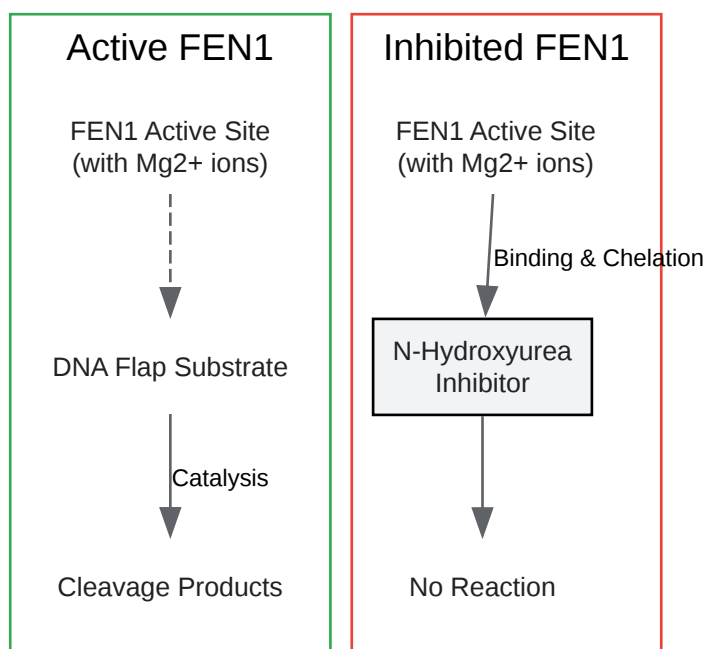 Active FEN1
FEN1 Active Site
(with Mg2+ ions)
DNA Flap Substrate
Catalysis
Cleavage Products
Inhibited FEN1
FEN1 Active Site
(with Mg2+ ions)
Binding & Chelation
N-Hydroxyurea
Inhibitor
No Reaction